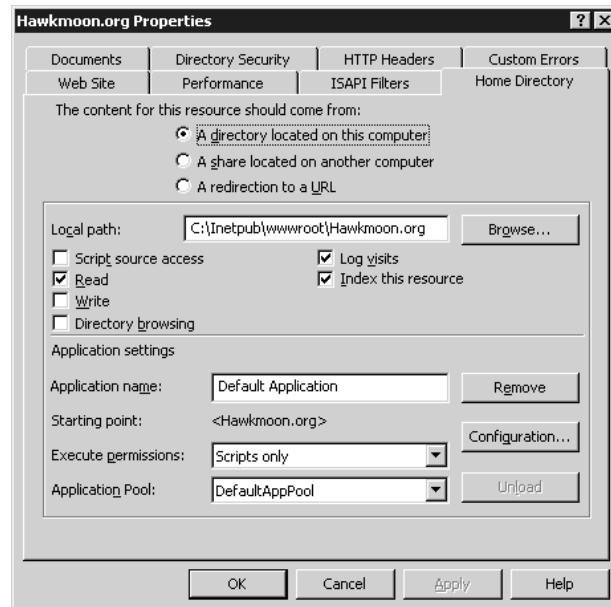 Hawkmoon.org Properties
Documents Directory Security HTTP Headers Custom Errors
Web Site Performance ISAPI Filters Home Directory
The content for this resource should come from:
A directory located on this computer
A share located on another computer
A redirection to a URL
Local path: C:\Inetpub\wwwroot\Hawkmoon.org Browse...
Script source access Log visits
Read Index this resource
Write
Directory browsing
Application settings
Application name: Default Application Remove
Starting point: <Hawkmoon.org>
Configuration...
Execute permissions: Scripts only
Application Pool: DefaultAppPool Unload
OK Cancel Apply Help